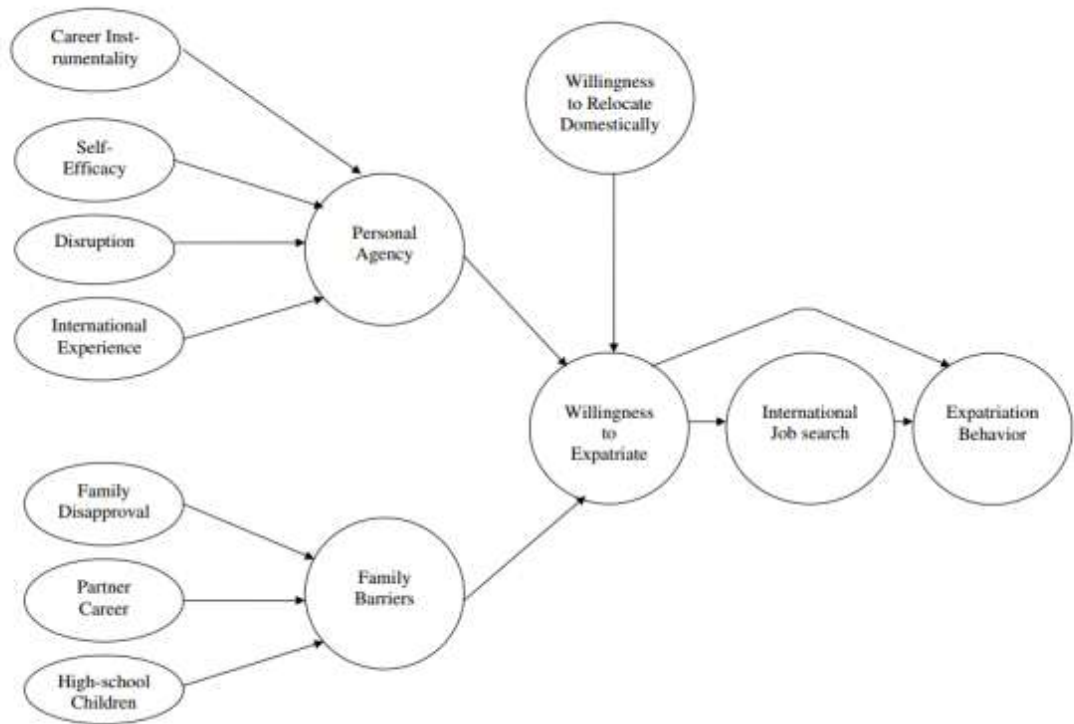 Career Inst-
rumentality
Willingness
to Relocate
Domestically
Self-
Efficacy
Disruption
Personal
Agency
International
Experience
Willingness
to
Expatriate
International
Job search
Expatriation
Behavior
Family
Disapproval
Partner
Career
Family
Barriers
High-school
Children